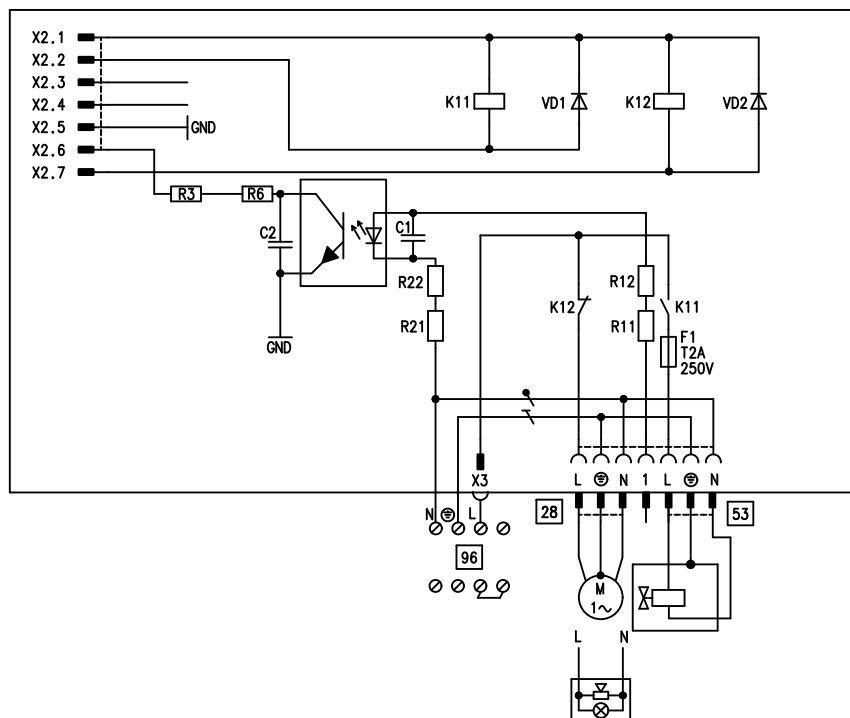 X2.1
X2.2
X2.3
X2.4
X2.5
X2.6
X2.7
GND
K11
VD1
K12
VD2
R3
R6
C2
C1
GND
R22
R21
K12
R12
R11
K11
F1
T2A
250V
X3
L
N
1
L
N
N
L
28
53
96
M
1~
L
N